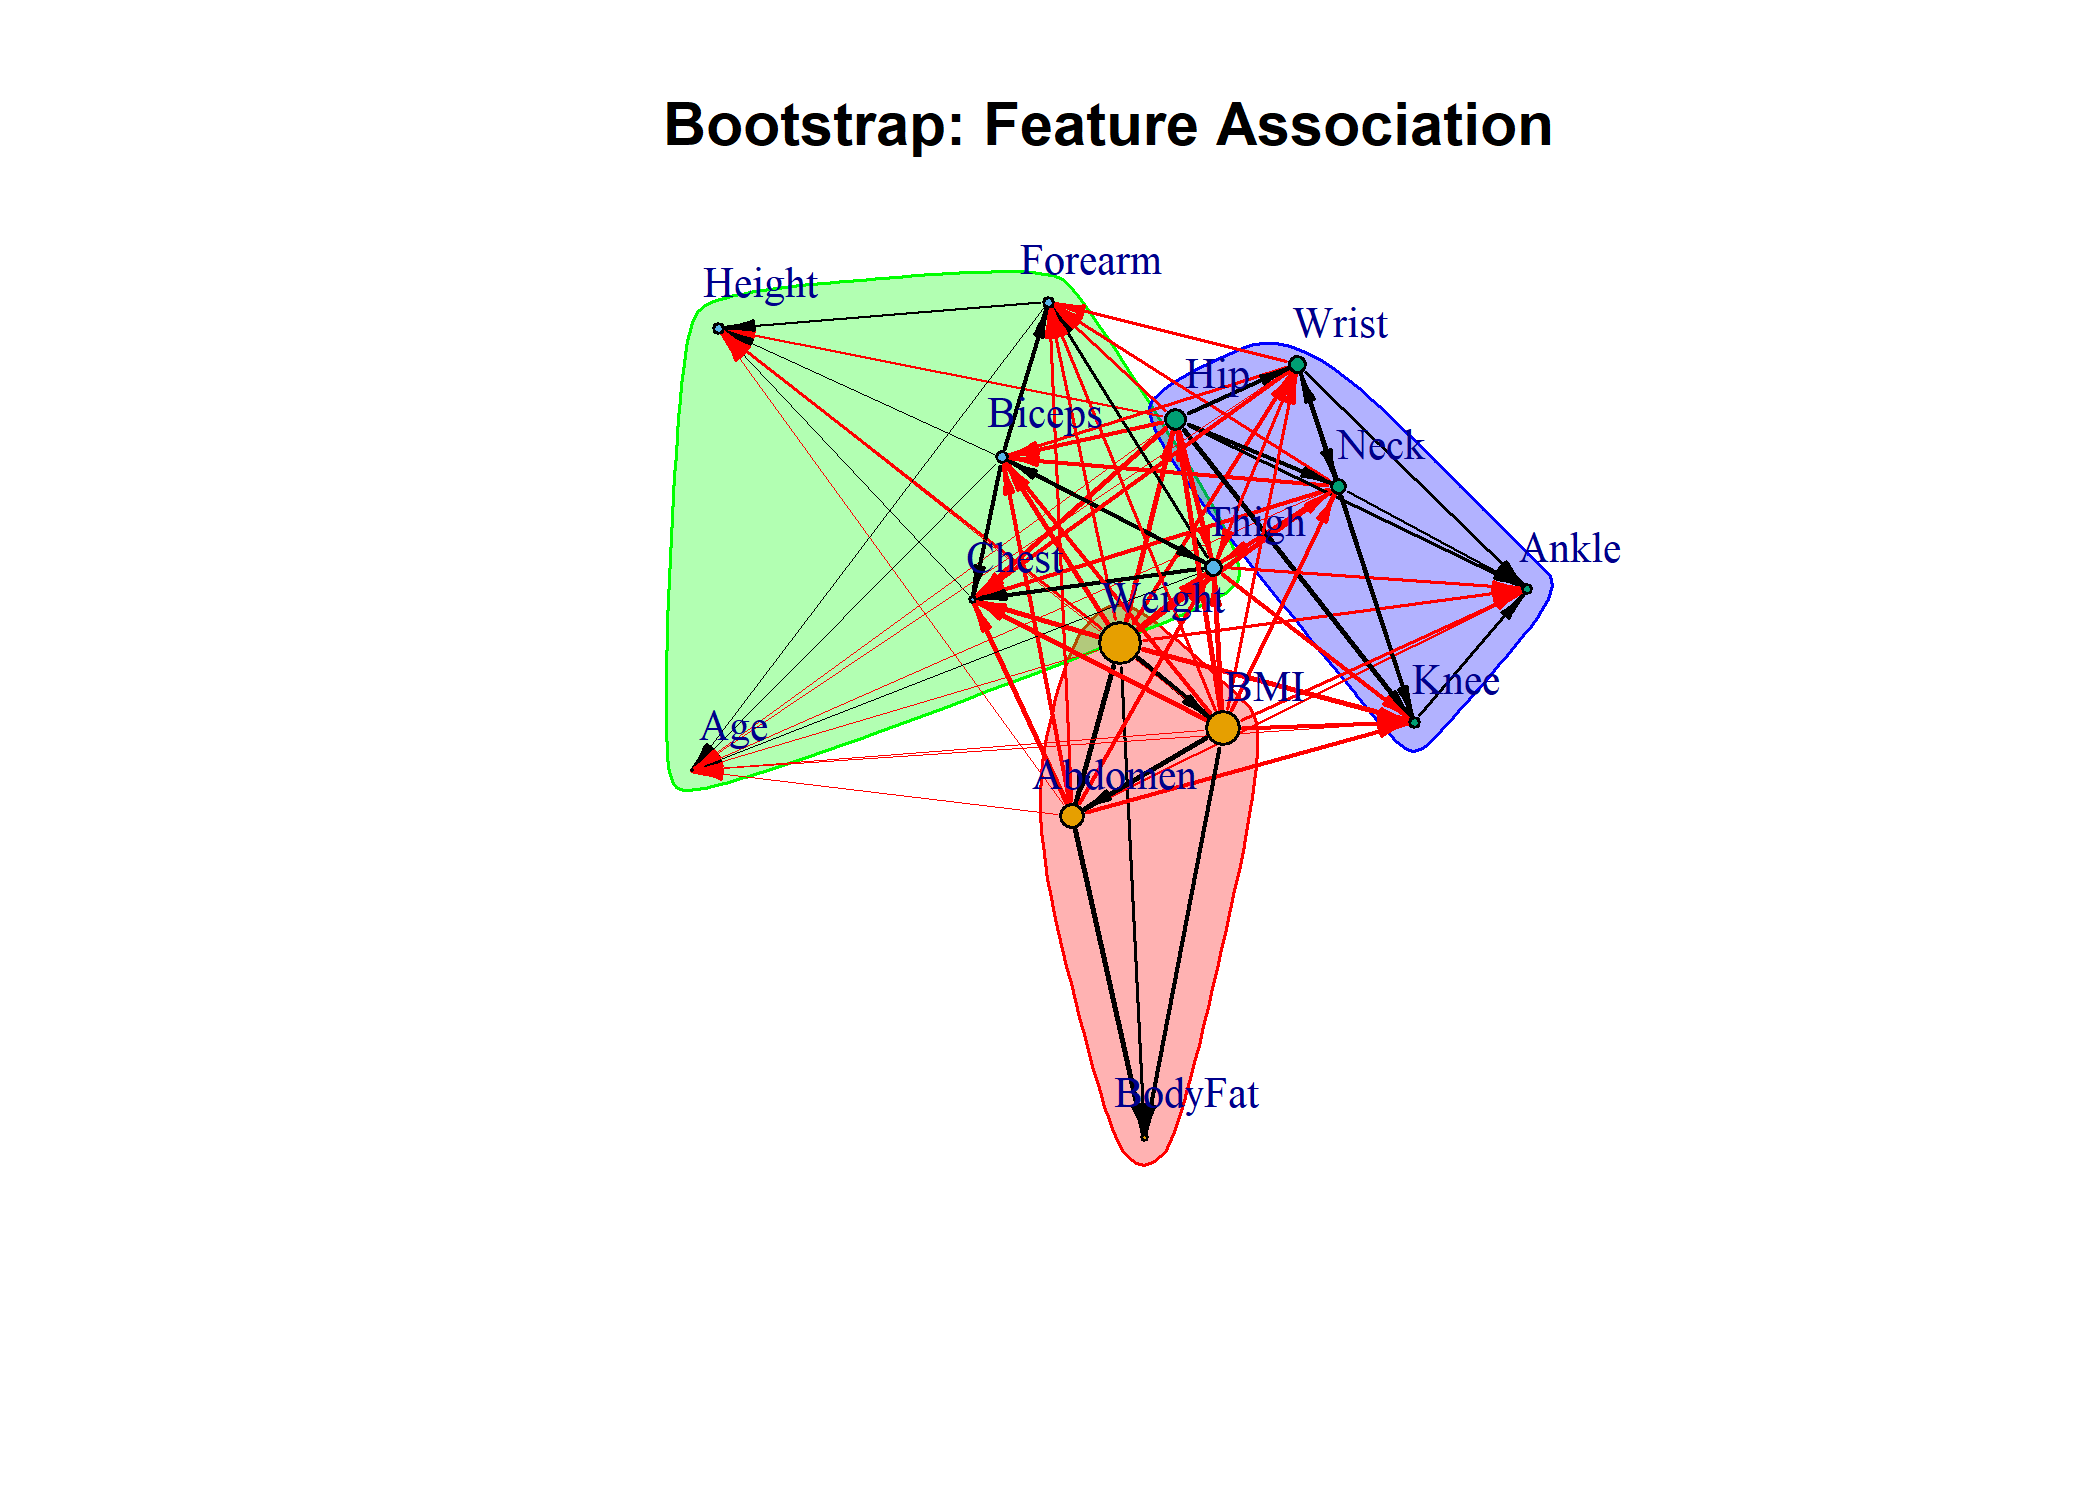 Bootstrap: Feature Association
Forearm
Height
Wrist
Hip
Biceps
Neck
Thigh
Ankle
Chest
Weight
Knee
BMI
Age
Abdomen
BodyFat